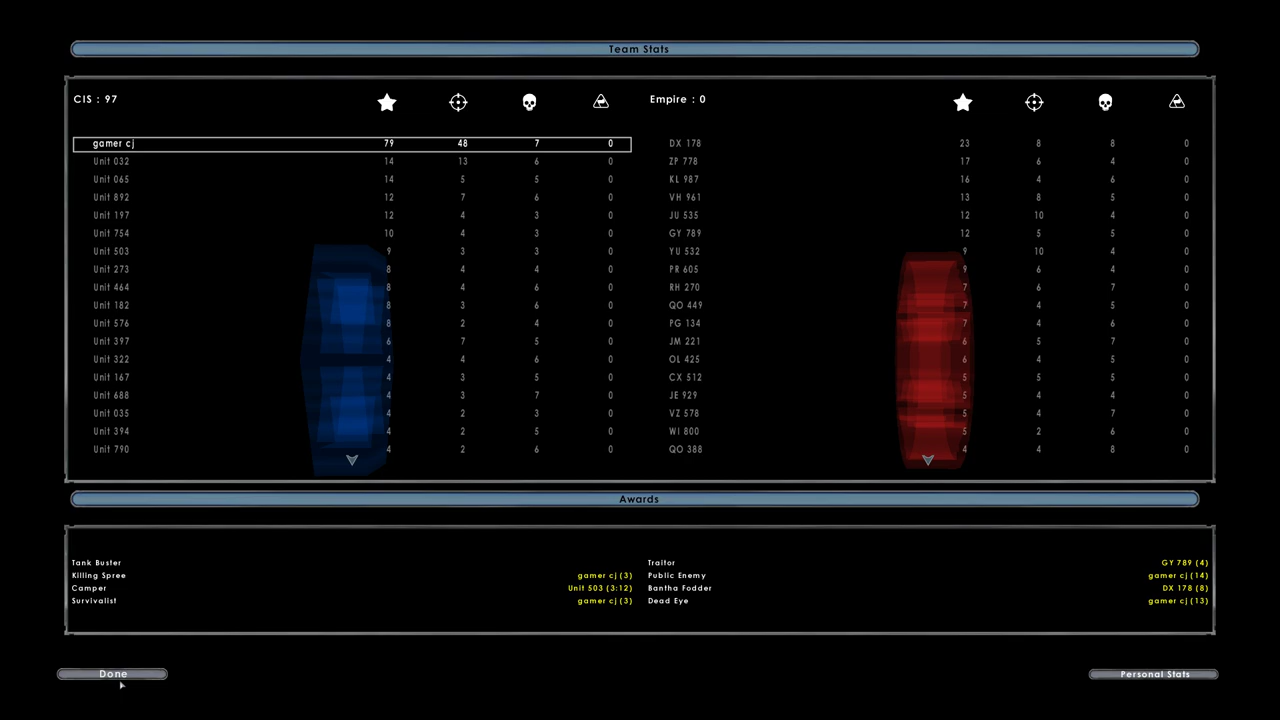 Team Stats
CIS : 97
Empire : 0
gamer cj 79 48 7 0
Unit 032 14 13 6 0
Unit 065 14 5 5 0
Unit 892 12 7 6 0
Unit 197 12 4 3 0
Unit 754 10 4 3 0
Unit 503 9 3 3 0
Unit 273 8 4 4 0
Unit 464 8 4 6 0
Unit 182 8 3 6 0
Unit 576 8 2 4 0
Unit 397 6 7 5 0
Unit 322 4 4 6 0
Unit 167 4 3 5 0
Unit 688 4 3 7 0
Unit 035 4 2 3 0
Unit 394 4 2 5 0
Unit 790 4 2 6 0
DX 178 23 8 8 0
ZP 778 17 6 4 0
KL 987 16 4 6 0
VH 961 13 8 5 0
JU 535 12 10 4 0
GY 789 12 5 5 0
YU 532 9 10 4 0
PR 605 9 6 4 0
RH 270 7 6 7 0
QO 449 7 4 5 0
PG 134 7 4 6 0
JM 221 6 5 7 0
OL 425 6 4 5 0
CX 512 5 5 5 0
JE 929 5 4 4 0
VZ 578 5 4 7 0
WI 800 5 2 6 0
QO 388 4 4 8 0
Awards
Tank Buster
Killing Spree gamer cj (3)
Camper Unit 503 (3:12)
Survivalist gamer cj (3)
Traitor GY 789 (4)
Public Enemy gamer cj (14)
Bantha Fodder DX 178 (8)
Dead Eye gamer cj (13)
Done
Personal Stats